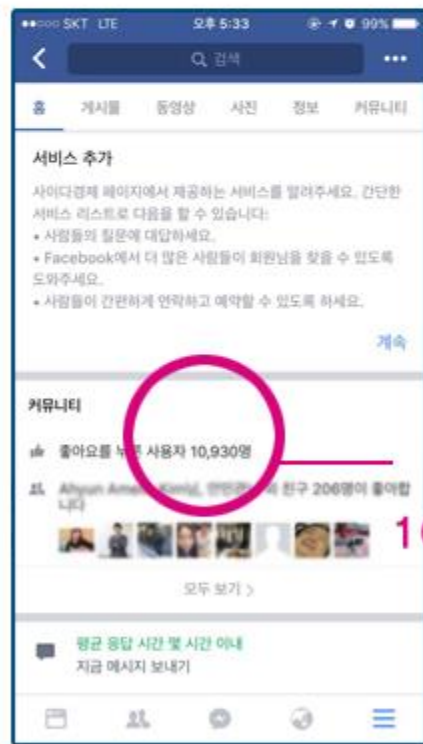 SKT LTE 오후 5:33 99%
검색
홈 게시물 동영상 사진 정보 커뮤니티
서비스 추가
사이다경제 페이지에서 제공하는 서비스를 알려주세요. 간단한
서비스 리스트로 다음을 할 수 있습니다:
• 사람들의 질문에 대답하세요.
• Facebook에서 더 많은 사람들이 회원님을 찾을 수 있도록
도와주세요.
• 사람들이 간편하게 연락하고 예약할 수 있도록 하세요.
계속
커뮤니티
좋아요를 누른 사용자 10,930명
친구 206명이 좋아합
니다
모두 보기 >
평균 응답 시간 몇 시간 이내
지금 메시지 보내기